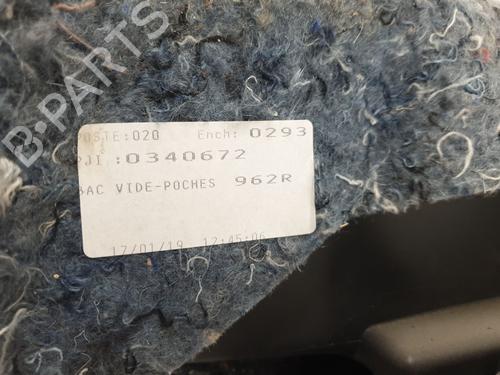 B-PARTS
OSTE:020 Ench: 0293
PJI :0340672
BAC VIDE-POCHES 962R
17/01/19 12:45:06